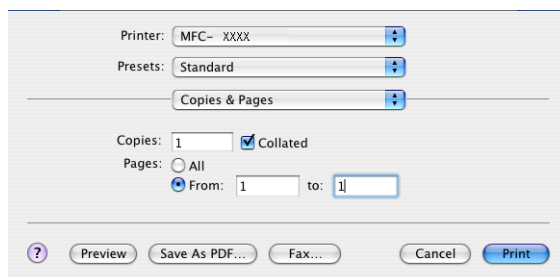 Printer: MFC- XXXX
Presets: Standard
Copies & Pages
Copies: 1 Collated
Pages: All
From: 1 to: 1
? Preview Save As PDF... Fax... Cancel Print